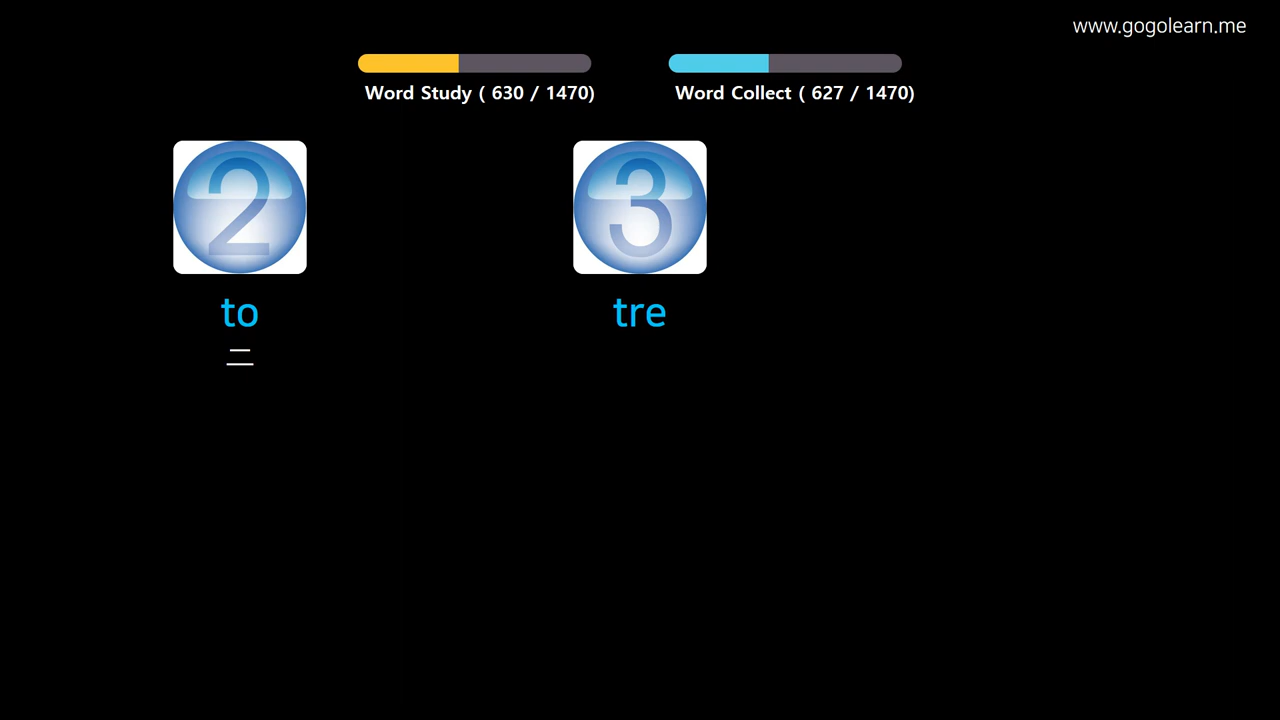 www.gogolearn.me
Word Study ( 630 / 1470)
Word Collect ( 627 / 1470)
2
3
to
tre
二